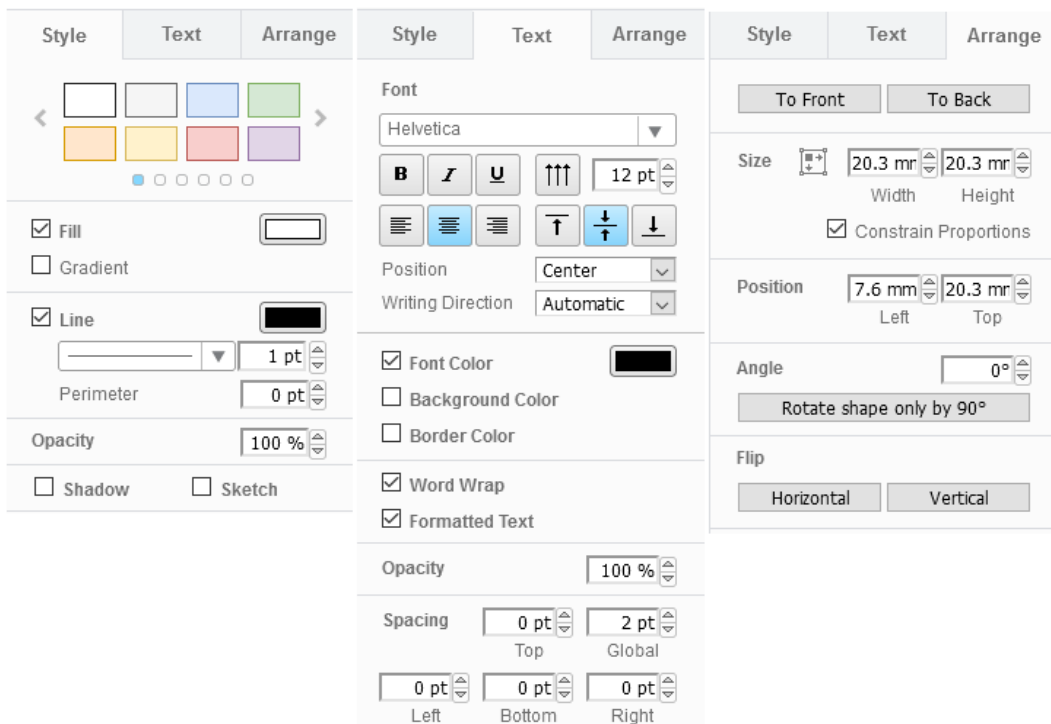 Style Text Arrange
Fill
Gradient
Line
1 pt
Perimeter 0 pt
Opacity 100 %
Shadow Sketch
Style Text Arrange
Font
Helvetica
B I U 12 pt
Position Center
Writing Direction Automatic
Font Color
Background Color
Border Color
Word Wrap
Formatted Text
Opacity 100 %
Spacing 0 pt 2 pt
Top Global
0 pt 0 pt 0 pt
Left Bottom Right
Style Text Arrange
To Front To Back
Size 20.3 mr 20.3 mr
Width Height
Constrain Proportions
Position 7.6 mm 20.3 mr
Left Top
Angle 0°
Rotate shape only by 90°
Flip
Horizontal Vertical